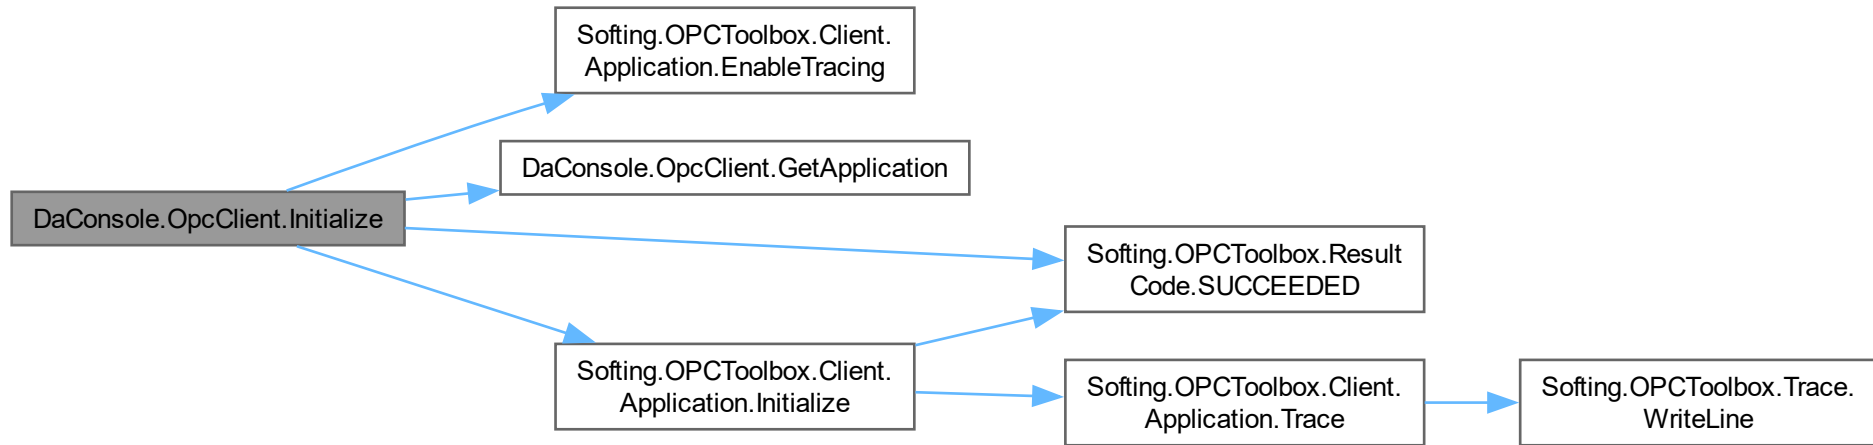 Softing.OPCToolbox.Client.
Application.EnableTracing
DaConsole.OpcClient.GetApplication
DaConsole.OpcClient.Initialize
Softing.OPCToolbox.Result
Code.SUCCEEDED
Softing.OPCToolbox.Client.
Application.Initialize
Softing.OPCToolbox.Client.
Application.Trace
Softing.OPCToolbox.Trace.
WriteLine